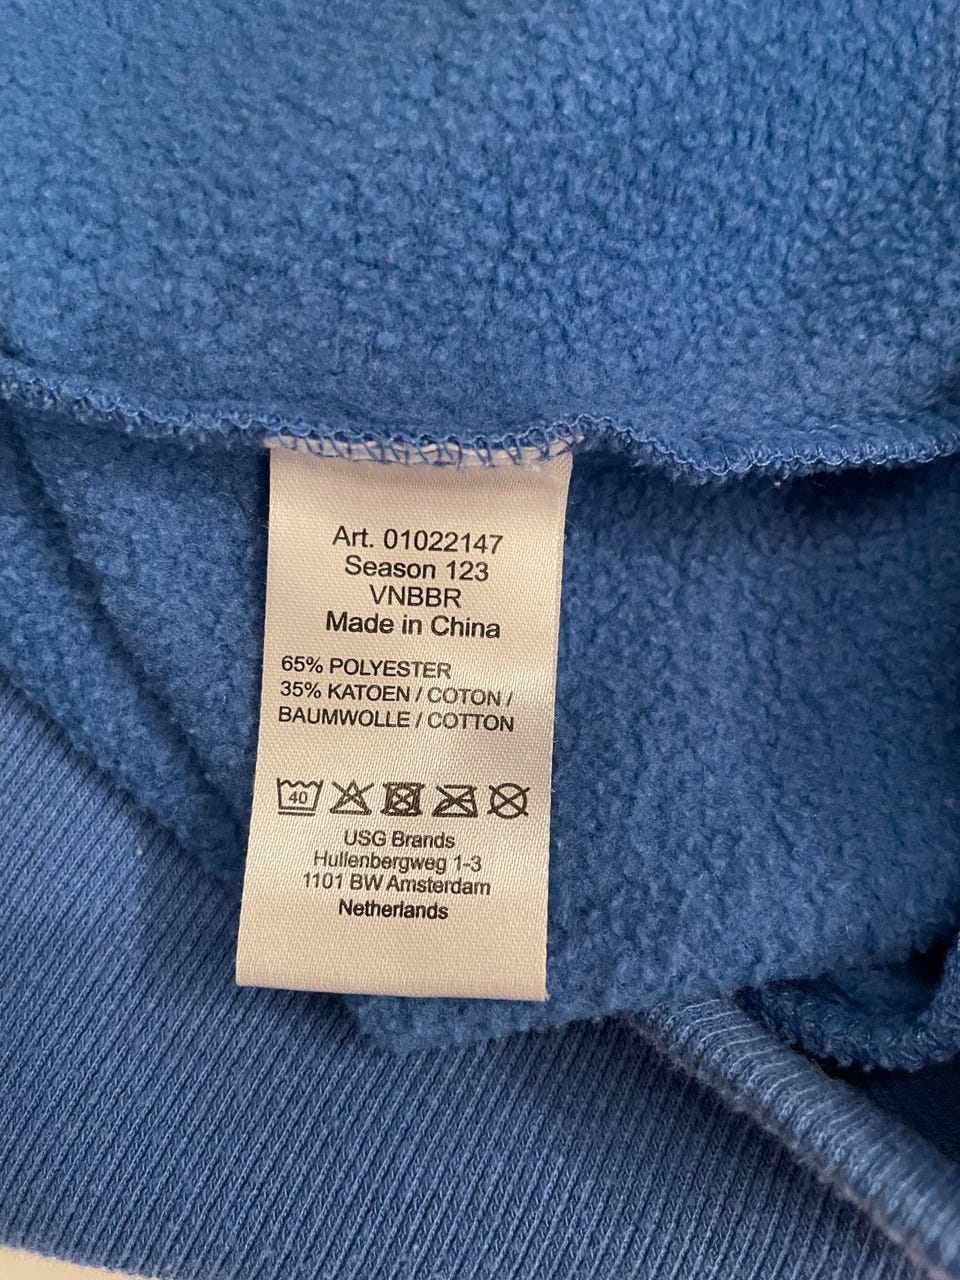 Art. 01022147
Season 123
VNBBR
Made in China
65% POLYESTER
35% KATOEN / COTON /
BAUMWOLLE / COTTON
40
USG Brands
Hullenbergweg 1-3
1101 BW Amsterdam
Netherlands